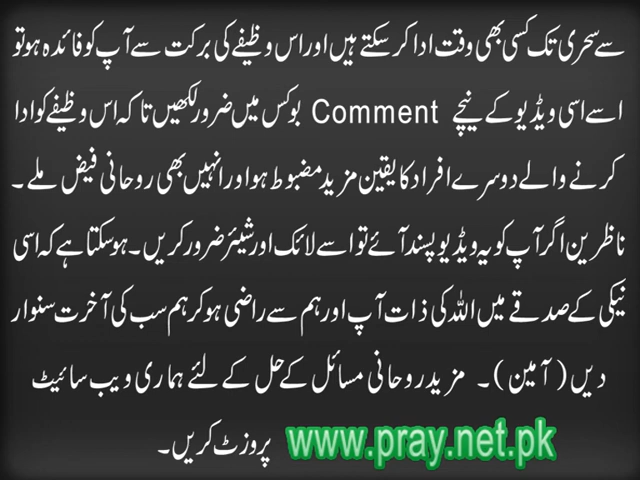 سے سحری تک کسی بھی وقت ادا کر سکتے ہیں اور اس وظیفے کی برکت سے آپ کو فائدہ ہو تو
اسے اسی ویڈیو کے نیچے Comment بوکس میں ضرور لکھیں تا کہ اس وظیفے کو ادا
کرنے والے دوسرے افراد کا یقین مزید مضبوط ہو اور انہیں بھی روحانی فیض ملے۔
ناظرین اگر آپ کو یہ ویڈیو پسند آئے تو اسے لائک اور شیئر ضرور کریں۔ ہو سکتا ہے کہ اسی
نیکی کے صدقے میں اللہ کی ذات آپ اور ہم سے راضی ہو کر ہم سب کی آخرت سنوار
دیں (آمین)۔ مزید روحانی مسائل کے حل کے لئے ہماری ویب سائیٹ
www.pray.net.pk پر وزٹ کریں۔